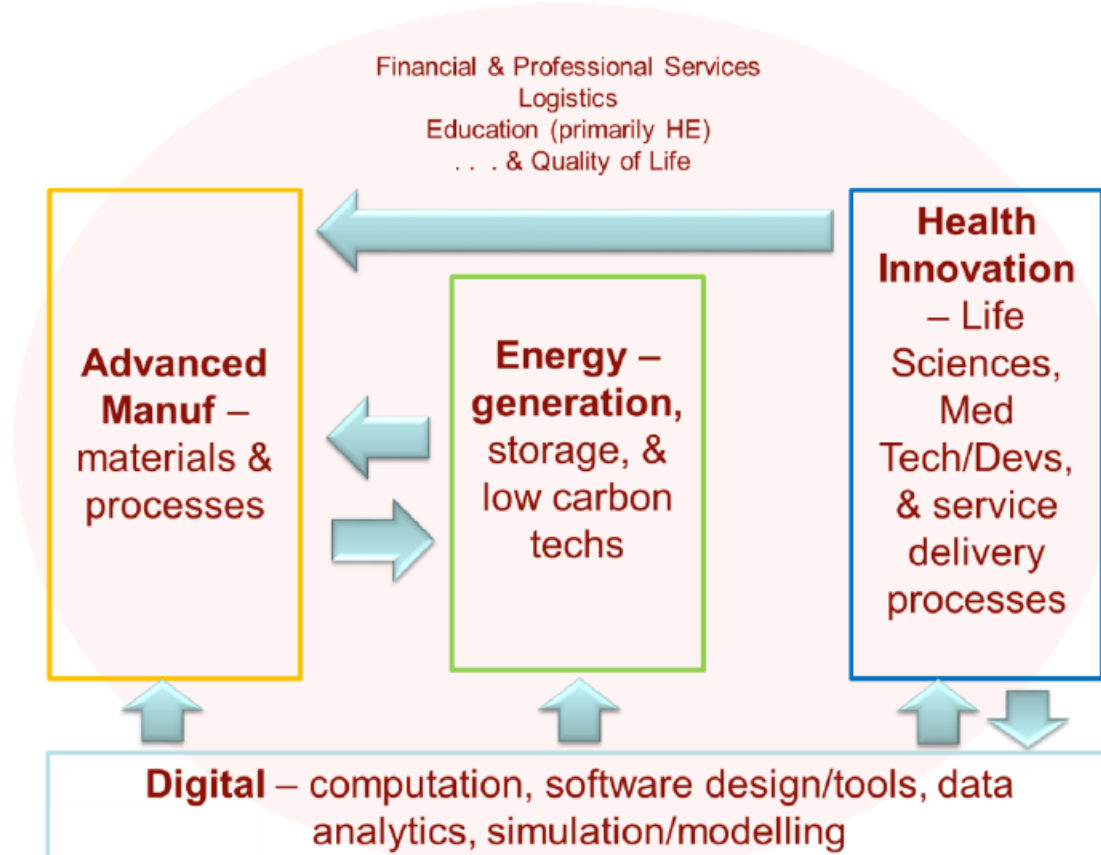 Financial & Professional Services
Logistics
Education (primarily HE)
. . . & Quality of Life
Advanced
Manuf –
materials &
processes
Energy –
generation,
storage, &
low carbon
techs
Health
Innovation
– Life
Sciences,
Med
Tech/Devs,
& service
delivery
processes
Digital – computation, software design/tools, data
analytics, simulation/modelling